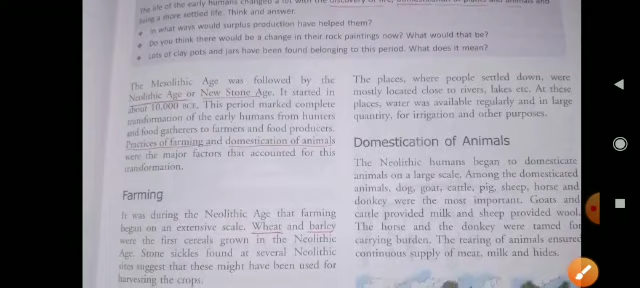 The life of the early humans changed a lot with the discovery of fire, domestication of plants and animals and
living a more settled life. Think and answer.
• In what ways would surplus production have helped them?
• Do you think there would be a change in their rock paintings now? What would that be?
• Lots of clay pots and jars have been found belonging to this period. What does it mean?
The Mesolithic Age was followed by the
Neolithic Age or New Stone Age. It started in
about 10,000 BCE. This period marked complete
transformation of the early humans from hunters
and food gatherers to farmers and food producers.
Practices of farming and domestication of animals
were the major factors that accounted for this
transformation.
Farming
It was during the Neolithic Age that farming
began on an extensive scale. Wheat and barley
were the first cereals grown in the Neolithic
Age. Stone sickles found at several Neolithic
sites suggest that these might have been used for
harvesting the crops.
The places, where people settled down, were
mostly located close to rivers, lakes etc. At these
places, water was available regularly and in large
quantity, for irrigation and other purposes.
Domestication of Animals
The Neolithic humans began to domesticate
animals on a large scale. Among the domesticated
animals, dog, goat, cattle, pig, sheep, horse and
donkey were the most important. Goats and
cattle provided milk and sheep provided wool.
The horse and the donkey were tamed for
carrying burden. The rearing of animals ensured
continuous supply of meat, milk and hides.